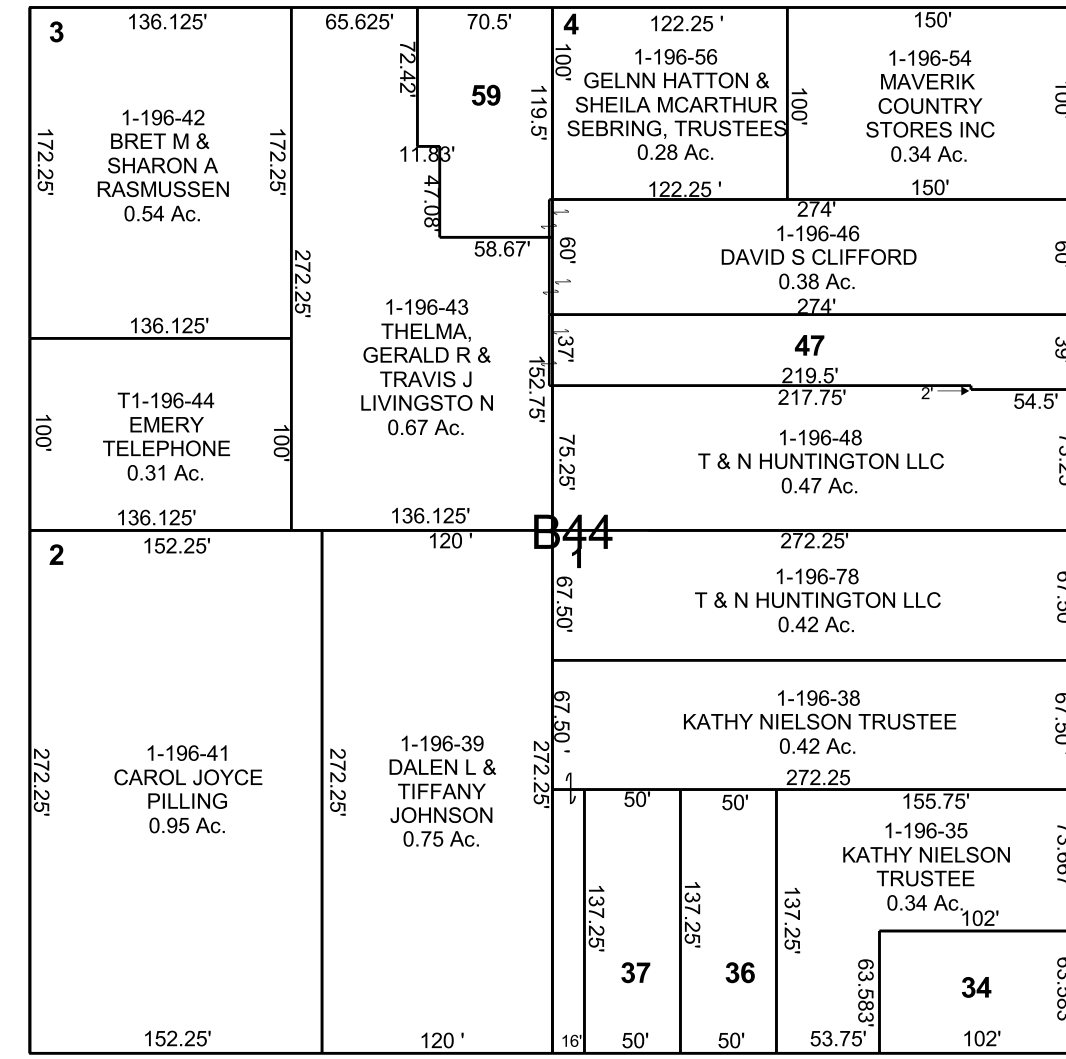 3
136.125'
172.25'
1-196-42
BRET M &
SHARON A
RASMUSSEN
0.54 Ac.
172.25'
136.125'
100'
T1-196-44
EMERY
TELEPHONE
0.31 Ac.
100'
136.125'
65.625'
70.5'
72.42'
59
119.5'
11.83'
47.08'
58.67'
272.25'
1-196-43
THELMA,
GERALD R &
TRAVIS J
LIVINGSTO N
0.67 Ac.
152.75'
136.125'
4
122.25 '
100'
1-196-56
GELNN HATTON &
SHEILA MCARTHUR
SEBRING, TRUSTEES
0.28 Ac.
100'
122.25 '
150'
1-196-54
MAVERIK
COUNTRY
STORES INC
0.34 Ac.
100'
150'
274'
60'
1-196-46
DAVID S CLIFFORD
0.38 Ac.
60'
274'
37'
47
39'
219.5'
217.75'
2'
54.5'
75.25'
1-196-48
T & N HUNTINGTON LLC
0.47 Ac.
B44
1
2
152.25'
272.25'
1-196-41
CAROL JOYCE
PILLING
0.95 Ac.
272.25'
152.25'
120 '
1-196-39
DALEN L &
TIFFANY
JOHNSON
0.75 Ac.
272.25'
120 '
272.25'
67.50'
1-196-78
T & N HUNTINGTON LLC
0.42 Ac.
67.50'
67.50 '
1-196-38
KATHY NIELSON TRUSTEE
0.42 Ac.
67.50'
272.25
50'
50'
155.75'
1-196-35
KATHY NIELSON
TRUSTEE
0.34 Ac.
73.667
137.25'
137.25'
137.25'
102'
37
36
63.583'
34
63.583
16'
50'
50'
53.75'
102'